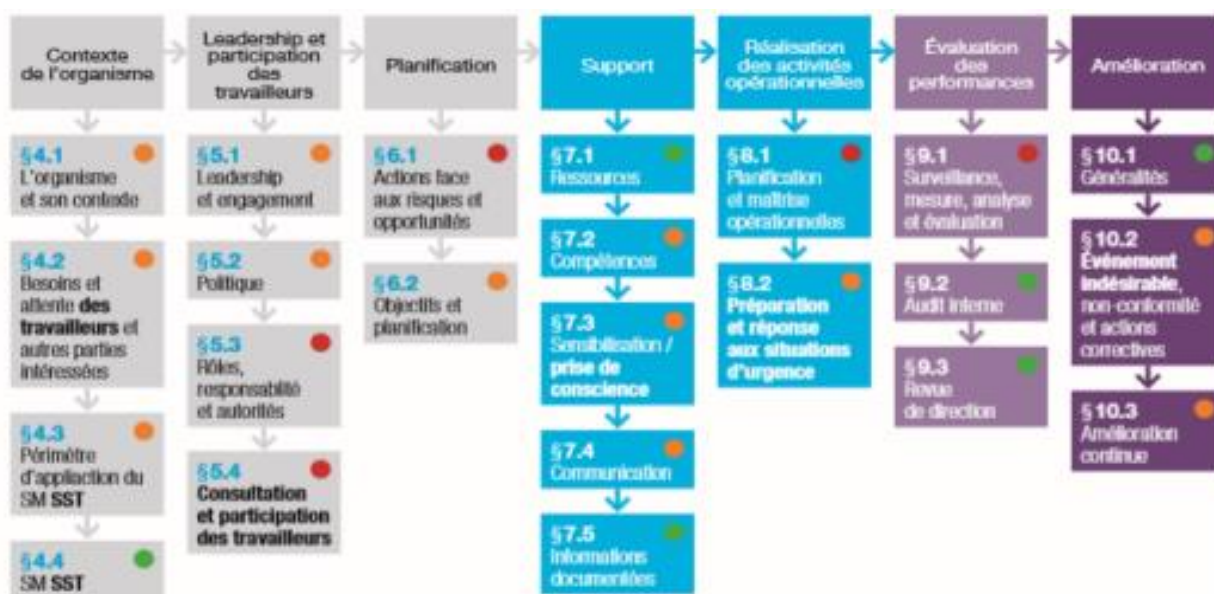 Contexte
de l'organisme
Leadership et
participation
des
travailleurs
Planification
Support
Réalisation
des activités
opérationnelles
Évaluation
des
performances
Amélioration
§4.1
L'organisme
et son contexte
§4.2
Besoins et
attente des
travailleurs et
autres parties
intéressées
§4.3
Périmètre
d'appliaction du
SM SST
§4.4
SM SST
§5.1
Leadership
et engagement
§5.2
Politique
§5.3
Rôles,
responsabilité
et autorités
§5.4
Consultation
et participation
des travailleurs
§6.1
Actions face
aux risques et
opportunités
§6.2
Objectifs et
planification
§7.1
Ressources
§7.2
Compétences
§7.3
Sensibilisation /
prise de
conscience
§7.4
Communication
§7.5
Informations
documentées
§8.1
Planification
et maîtrise
opérationnelles
§8.2
Préparation
et réponse
aux situations
d'urgence
§9.1
Surveillance,
mesure, analyse
et évaluation
§9.2
Audit interne
§9.3
Revue
de direction
§10.1
Généralités
§10.2
Événement
indésirable,
non-conformité
et actions
correctives
§10.3
Amélioration
continue